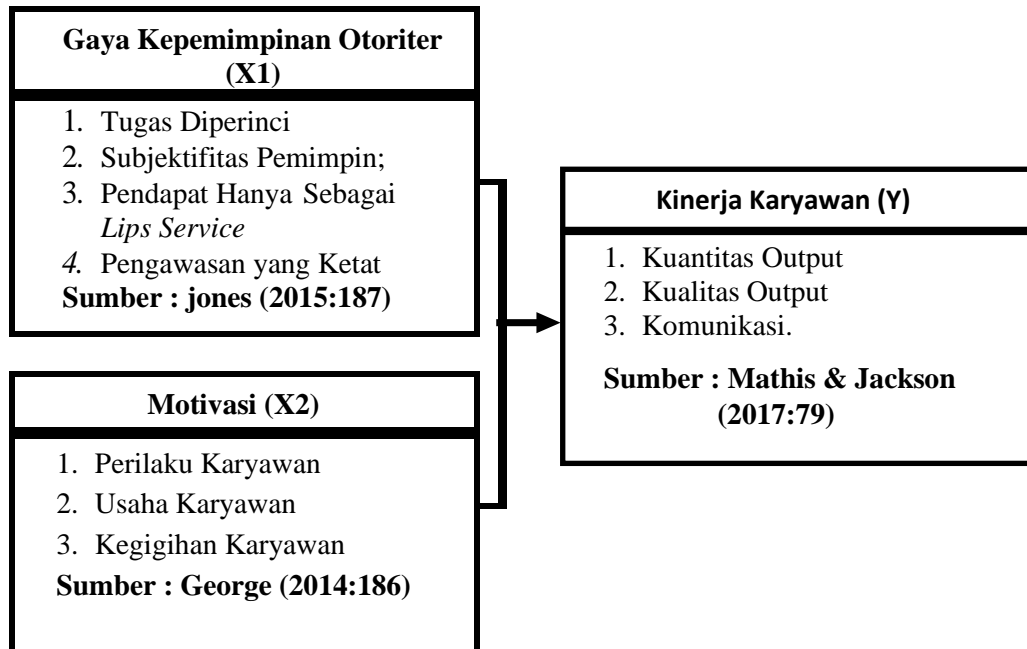 Gaya Kepemimpinan Otoriter
(X1)
1. Tugas Diperinci
2. Subjektifitas Pemimpin;
3. Pendapat Hanya Sebagai
Lips Service
4. Pengawasan yang Ketat
Sumber : jones (2015:187)
Motivasi (X2)
1. Perilaku Karyawan
2. Usaha Karyawan
3. Kegigihan Karyawan
Sumber : George (2014:186)
Kinerja Karyawan (Y)
1. Kuantitas Output
2. Kualitas Output
3. Komunikasi.
Sumber : Mathis & Jackson
(2017:79)